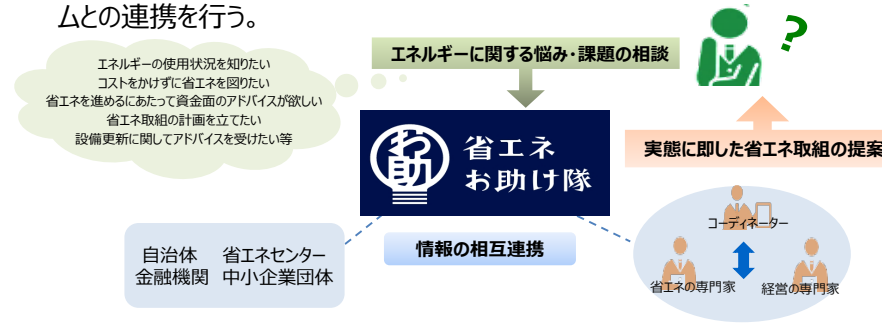 ムとの連携を行う。
エネルギーの使用状況を知りたい
コストをかけずに省エネを図りたい
省エネを進めるにあたって資金面のアドバイスが欲しい
省エネ取組の計画を立てたい
設備更新に関してアドバイスを受けたい等
エネルギーに関する悩み・課題の相談
?
お助
省エネ
お助け隊
実態に即した省エネ取組の提案
自治体 省エネセンター
金融機関 中小企業団体
情報の相互連携
コーディネーター
省エネの専門家
経営の専門家